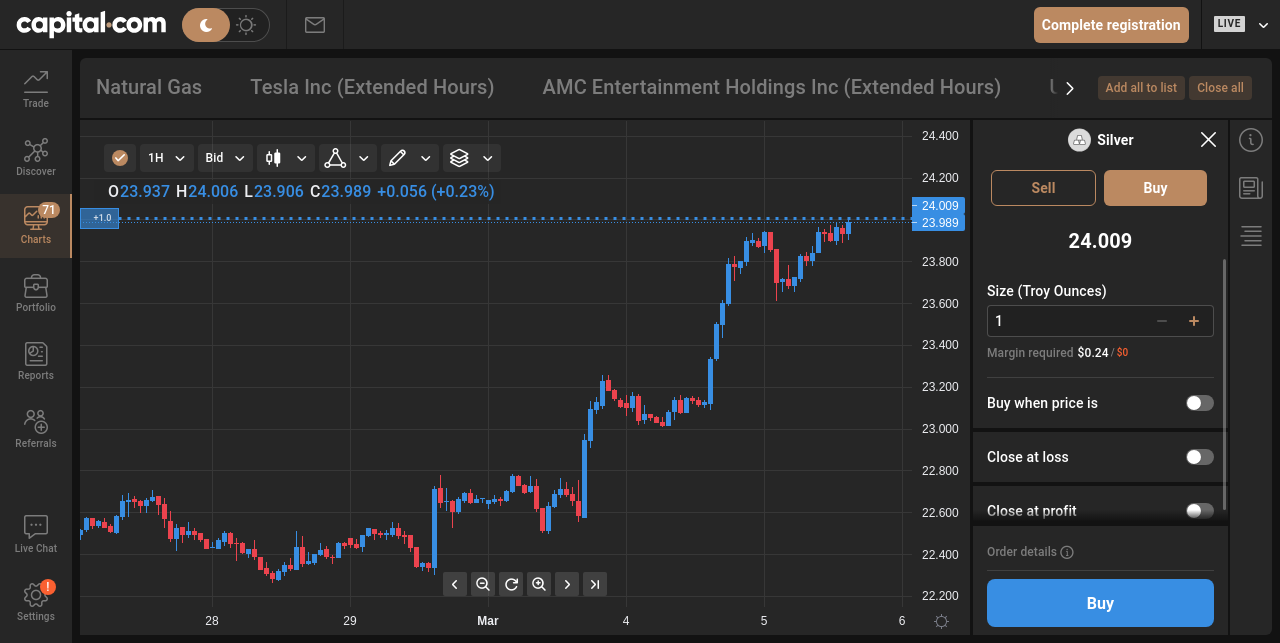 capital.com
Complete registration
LIVE
Trade
Discover
71
Charts
Portfolio
Reports
Referrals
Live Chat
!
Settings
Natural Gas
Tesla Inc (Extended Hours)
AMC Entertainment Holdings Inc (Extended Hours)
Add all to list
Close all
1H
Bid
O23.937 H24.006 L23.906 C23.989 +0.056 (+0.23%)
+1.0
24.400
24.200
24.009
23.989
23.800
23.600
23.400
23.200
23.000
22.800
22.600
22.400
22.200
28
29
Mar
4
5
6
Silver
Sell
Buy
24.009
Size (Troy Ounces)
1
Margin required $0.24 / $0
Buy when price is
Close at loss
Close at profit
Order details
Buy